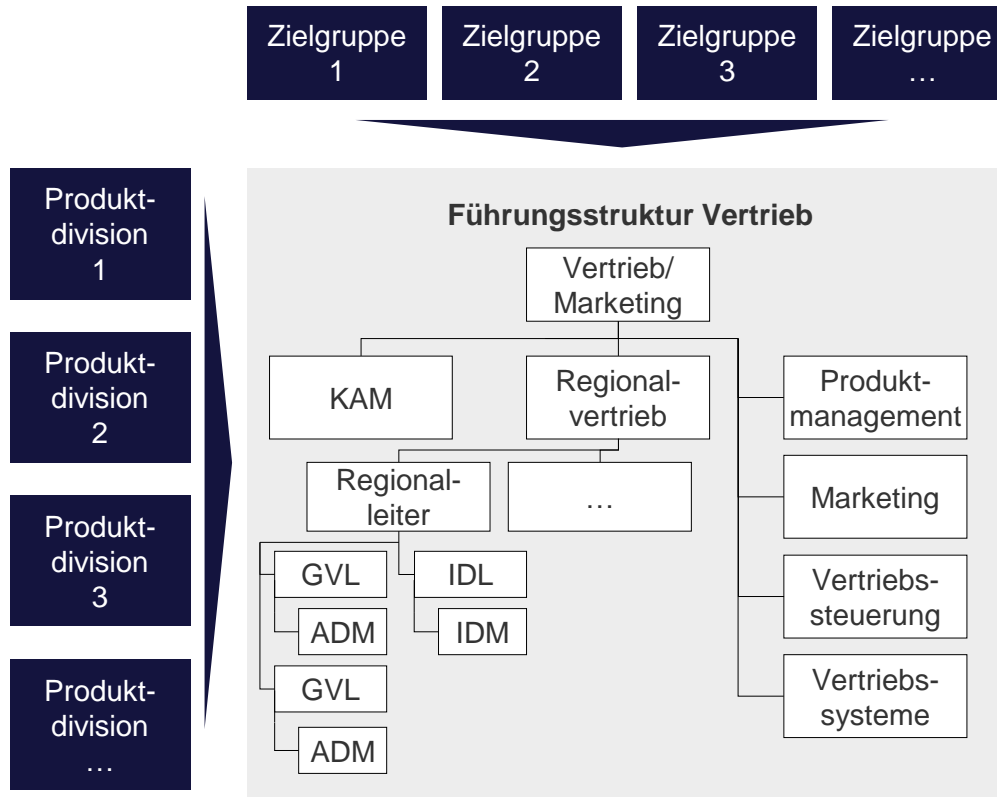 Zielgruppe
1
Zielgruppe
2
Zielgruppe
3
Zielgruppe
…
Produkt-
division
1
Produkt-
division
2
Produkt-
division
3
Produkt-
division
…
Führungsstruktur Vertrieb
Vertrieb/
Marketing
KAM
Regional-
vertrieb
Regional-
leiter
…
GVL
ADM
GVL
ADM
IDL
IDM
Produkt-
management
Marketing
Vertriebs-
steuerung
Vertriebs-
systeme